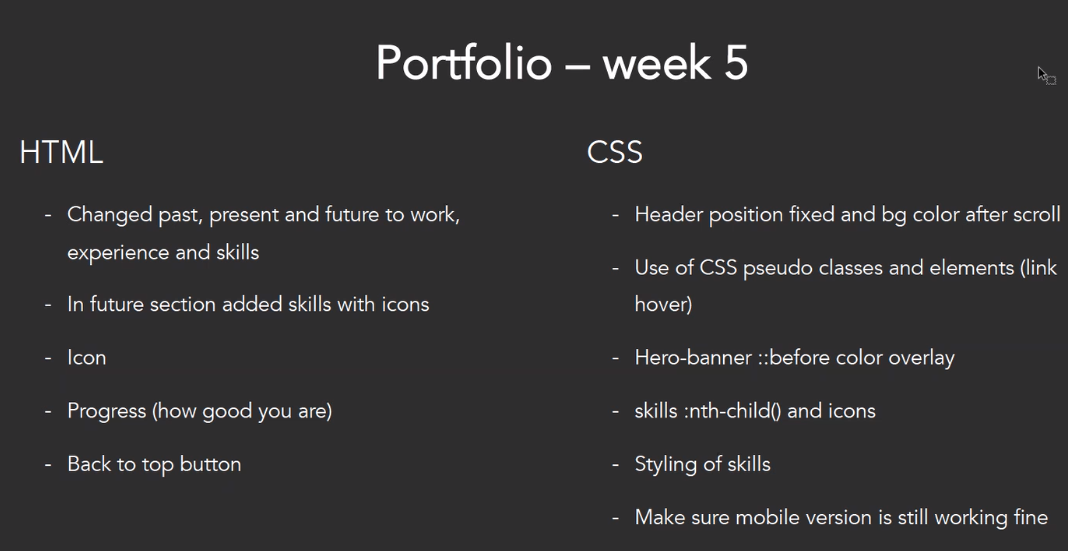 Portfolio – week 5
HTML
- Changed past, present and future to work,
experience and skills
- In future section added skills with icons
- Icon
- Progress (how good you are)
- Back to top button
CSS
- Header position fixed and bg color after scroll
- Use of CSS pseudo classes and elements (link
hover)
- Hero-banner ::before color overlay
- skills :nth-child() and icons
- Styling of skills
- Make sure mobile version is still working fine